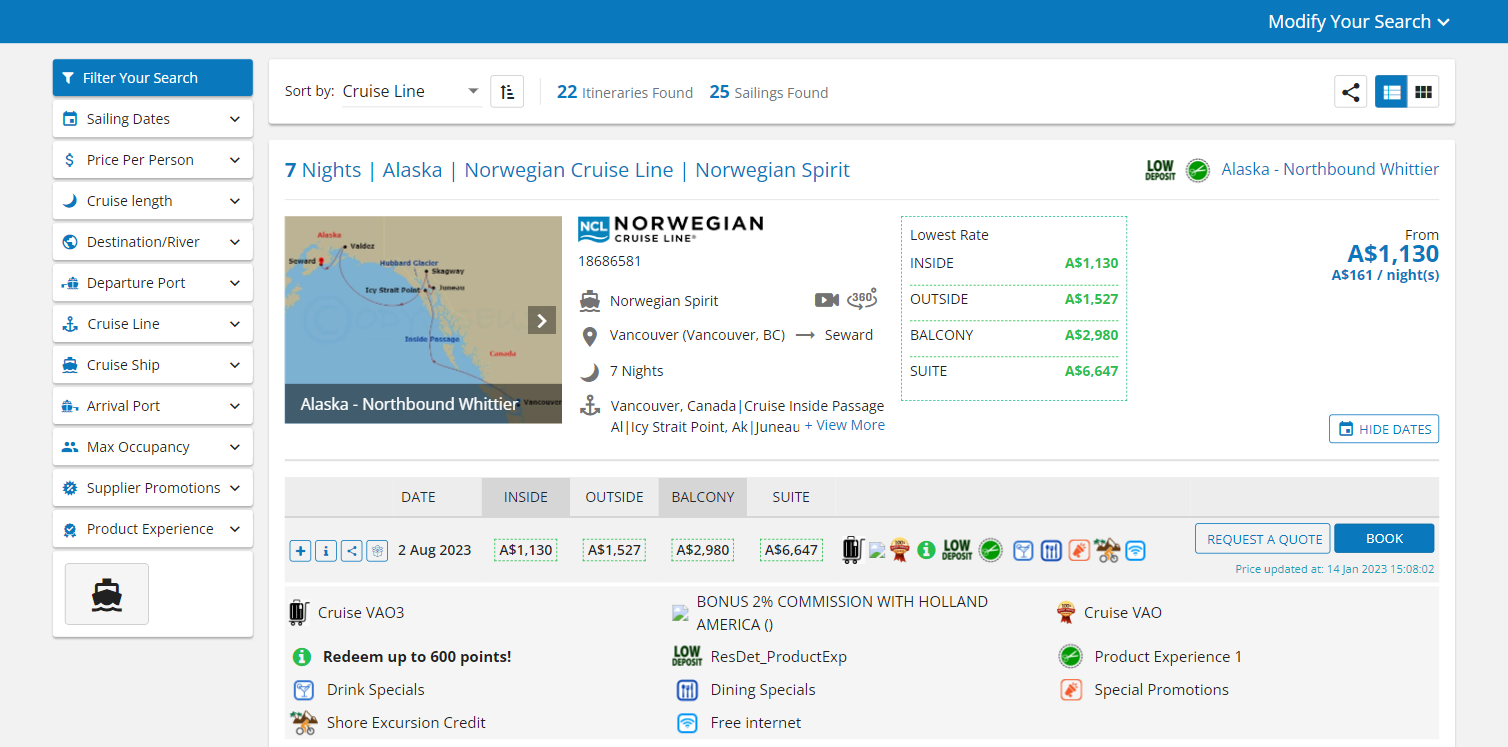 Modify Your Search
Filter Your Search
Sailing Dates
Price Per Person
Cruise length
Destination/River
Departure Port
Cruise Line
Cruise Ship
Arrival Port
Max Occupancy
Supplier Promotions
Product Experience
Sort by: Cruise Line
22 Itineraries Found 25 Sailings Found
7 Nights | Alaska | Norwegian Cruise Line | Norwegian Spirit
LOW DEPOSIT
Alaska - Northbound Whittier
Alaska
Valdez
Seward
Hubbard Glacier
Skagway
Icy Strait Point
Juneau
Inside Passage
Canada
Vancouver
Alaska - Northbound Whittier
NCL NORWEGIAN
CRUISE LINE®
18686581
Norwegian Spirit
360°
Vancouver (Vancouver, BC) → Seward
7 Nights
Vancouver, Canada|Cruise Inside Passage
Al|Icy Strait Point, Ak|Juneau + View More
Lowest Rate
INSIDE A$1,130
OUTSIDE A$1,527
BALCONY A$2,980
SUITE A$6,647
From
A$1,130
A$161 / night(s)
HIDE DATES
DATE INSIDE OUTSIDE BALCONY SUITE
2 Aug 2023 A$1,130 A$1,527 A$2,980 A$6,647
LOW DEPOSIT
REQUEST A QUOTE BOOK
Price updated at: 14 Jan 2023 15:08:02
Cruise VAO3
BONUS 2% COMMISSION WITH HOLLAND
AMERICA ()
Cruise VAO
Redeem up to 600 points!
LOW DEPOSIT
ResDet_ProductExp
Product Experience 1
Drink Specials
Dining Specials
Special Promotions
Shore Excursion Credit
Free internet